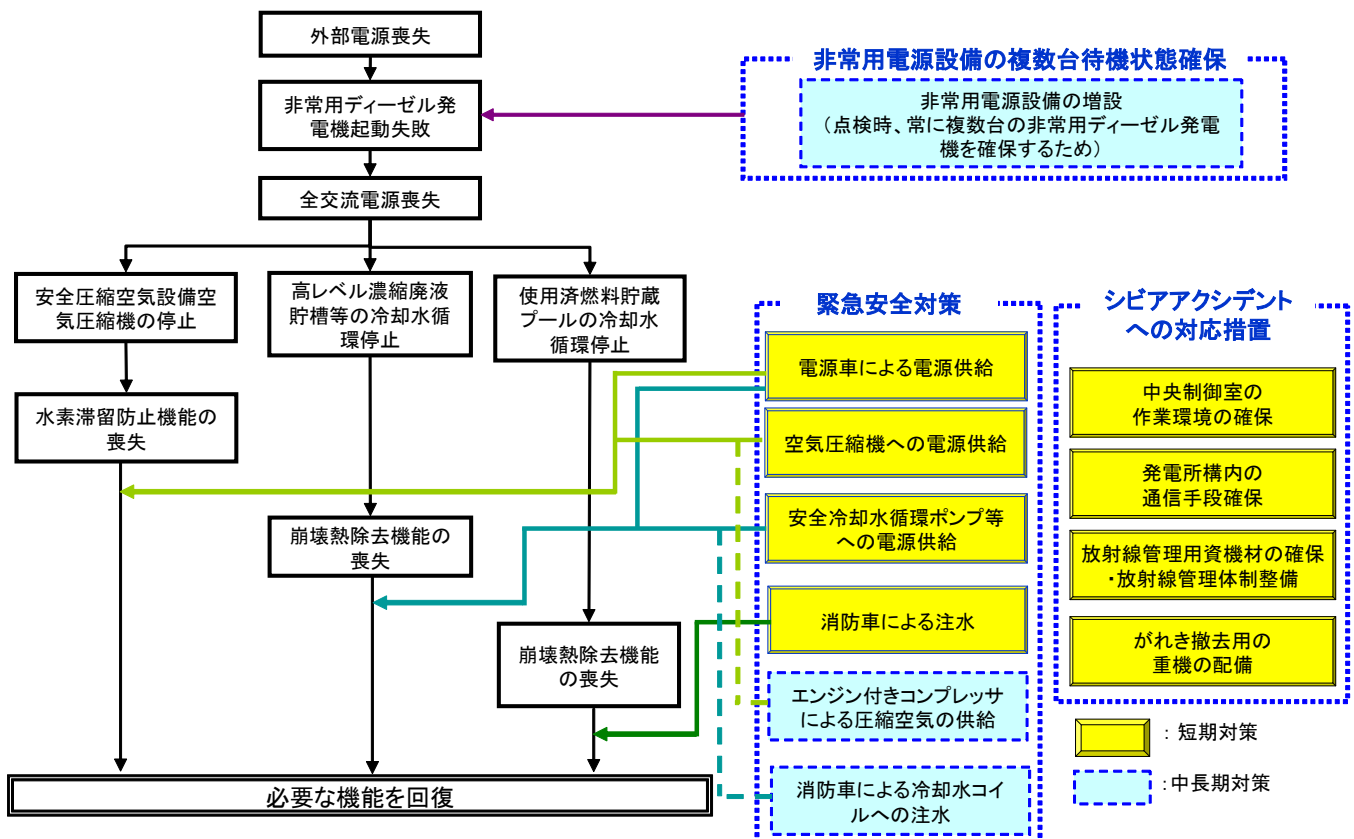 外部電源喪失
非常用ディーゼル発
電機起動失敗
全交流電源喪失
安全圧縮空気設備空
気圧縮機の停止
高レベル濃縮廃液
貯槽等の冷却水循
環停止
使用済燃料貯蔵
プールの冷却水
循環停止
水素滞留防止機能の
喪失
崩壊熱除去機能の
喪失
崩壊熱除去機能
の喪失
必要な機能を回復
非常用電源設備の複数台待機状態確保
非常用電源設備の増設
（点検時、常に複数台の非常用ディーゼル発電
機を確保するため）
緊急安全対策
電源車による電源供給
空気圧縮機への電源供給
安全冷却水循環ポンプ等
への電源供給
消防車による注水
エンジン付きコンプレッサ
による圧縮空気の供給
消防車による冷却水コイ
ルへの注水
シビアアクシデント
への対応措置
中央制御室の
作業環境の確保
発電所構内の
通信手段確保
放射線管理用資機材の確保
・放射線管理体制整備
がれき撤去用の
重機の配備
：短期対策
：中長期対策